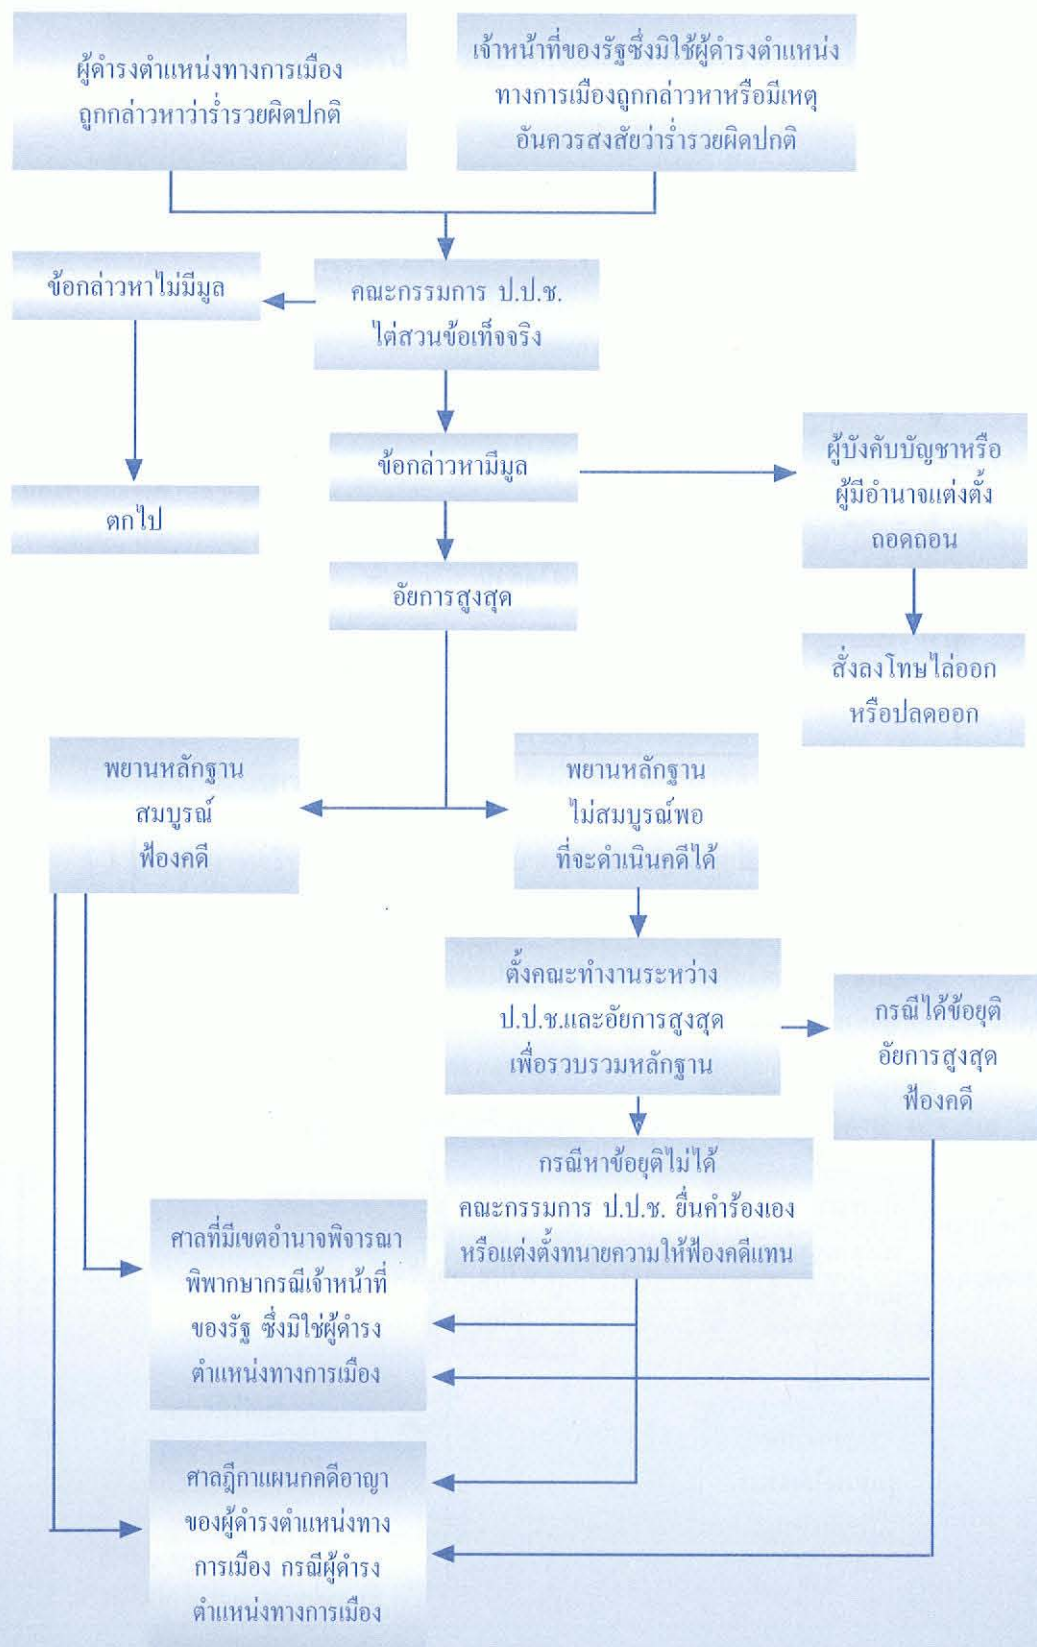 ผู้ดำรงตำแหน่งทางการเมือง
ถูกกล่าวหาว่าร่ำรวยผิดปกติ
เจ้าหน้าที่ของรัฐซึ่งมิใช้ผู้ดำรงตำแหน่ง
ทางการเมืองถูกกล่าวหาหรือมีเหตุ
อันควรสงสัยว่าร่ำรวยผิดปกติ
ข้อกล่าวหาไม่มีมูล
คณะกรรมการ ป.ป.ช.
ไต่สวนข้อเท็จจริง
ข้อกล่าวหามีมูล
ผู้บังคับบัญชาหรือ
ผู้มีอำนาจแต่งตั้ง
ถอดถอน
ตกไป
อัยการสูงสุด
สั่งลงโทษไล่ออก
หรือปลดออก
พยานหลักฐาน
สมบูรณ์
ฟ้องคดี
พยานหลักฐาน
ไม่สมบูรณ์พอ
ที่จะดำเนินคดีได้
ตั้งคณะทำงานระหว่าง
ป.ป.ช.และอัยการสูงสุด
เพื่อรวบรวมหลักฐาน
กรณีได้ข้อยุติ
อัยการสูงสุด
ฟ้องคดี
กรณีหาข้อยุติไม่ได้
คณะกรรมการ ป.ป.ช. ยื่นคำร้องเอง
หรือแต่งตั้งทนายความให้ฟ้องคดีแทน
ศาลที่มีเขตอำนาจพิจารณา
พิพากษากรณีเจ้าหน้าที่
ของรัฐ ซึ่งมิใช่ผู้ดำรง
ตำแหน่งทางการเมือง
ศาลฎีกาแผนกคดีอาญา
ของผู้ดำรงตำแหน่งทาง
การเมือง กรณีผู้ดำรง
ตำแหน่งทางการเมือง